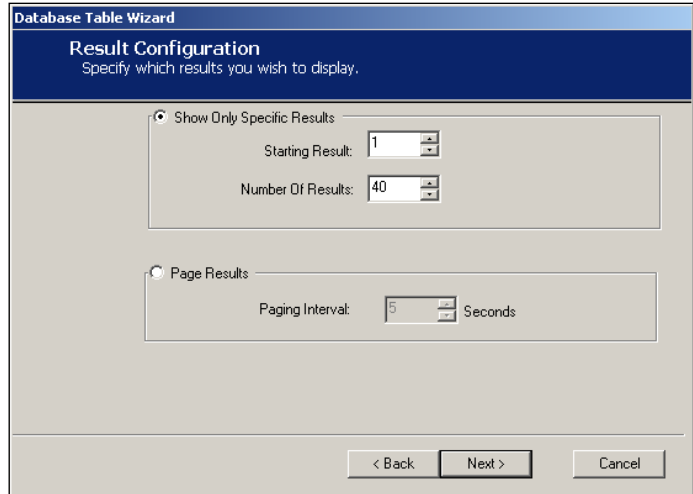 Database Table Wizard
Result Configuration
Specify which results you wish to display.
Show Only Specific Results
Starting Result: 1
Number Of Results: 40
Page Results
Paging Interval: 5 Seconds
< Back Next > Cancel